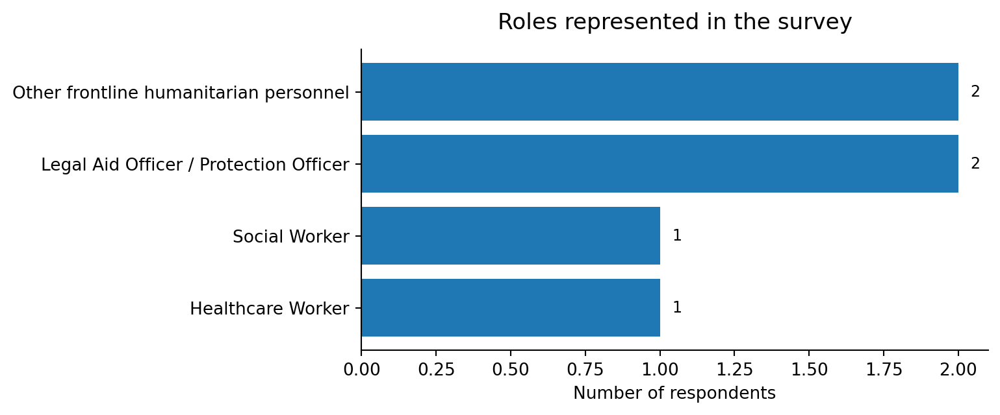 Roles represented in the survey
Other frontline humanitarian personnel
2
Legal Aid Officer / Protection Officer
2
Social Worker
1
Healthcare Worker
1
0.00 0.25 0.50 0.75 1.00 1.25 1.50 1.75 2.00
Number of respondents